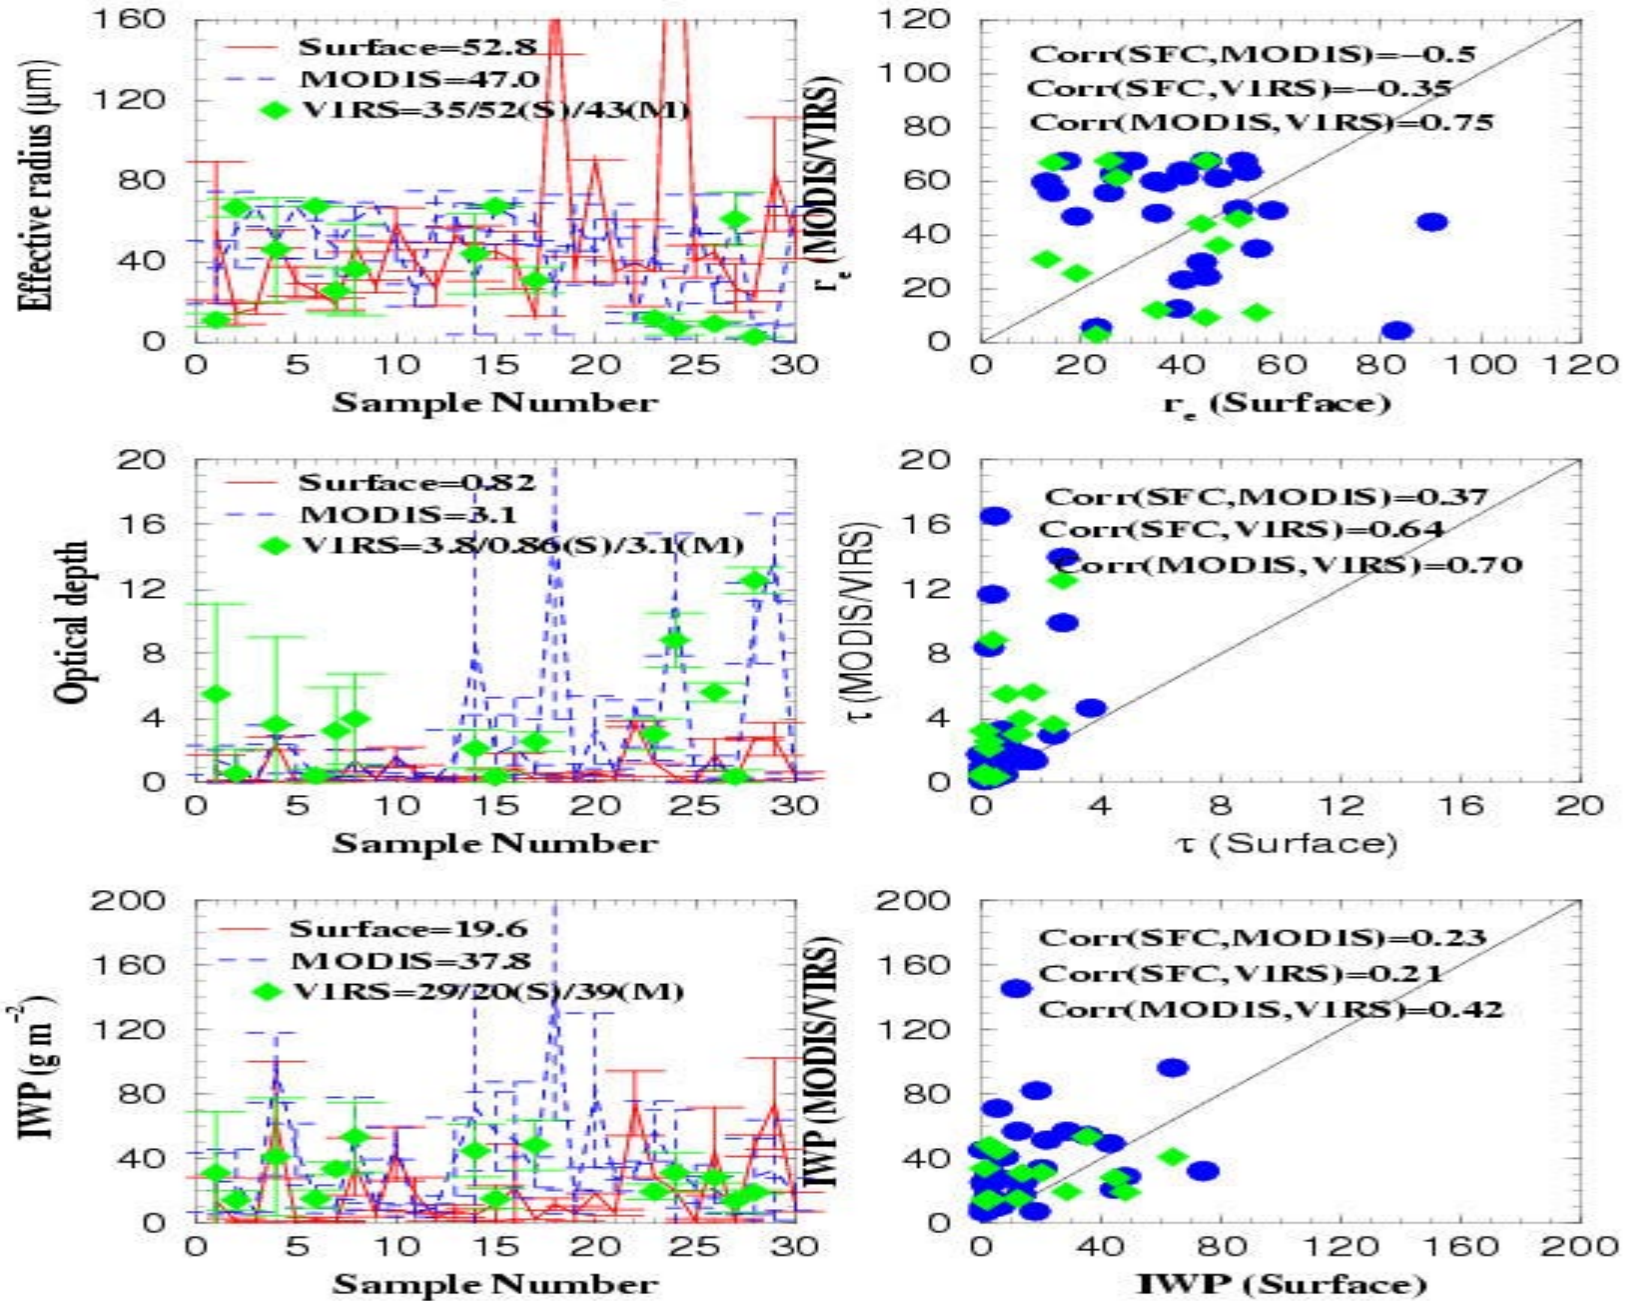 160
120
80
40
0
Effective radius (µm)
Surface=52.8
MODIS=47.0
VIRS=35/52(S)/43(M)
0 5 10 15 20 25 30
Sample Number
120
100
80
60
40
20
0
r_e (MODIS/VIRS)
Corr(SFC,MODIS)=−0.5
Corr(SFC,VIRS)=−0.35
Corr(MODIS,VIRS)=0.75
0 20 40 60 80 100 120
r_e (Surface)
20
16
12
8
4
0
Optical depth
Surface=0.82
MODIS=3.1
VIRS=3.8/0.86(S)/3.1(M)
0 5 10 15 20 25 30
Sample Number
20
16
12
8
4
0
τ (MODIS/VIRS)
Corr(SFC,MODIS)=0.37
Corr(SFC,VIRS)=0.64
Corr(MODIS,VIRS)=0.70
0 4 8 12 16 20
τ (Surface)
200
160
120
80
40
0
IWP (g m⁻²)
Surface=19.6
MODIS=37.8
VIRS=29/20(S)/39(M)
0 5 10 15 20 25 30
Sample Number
200
160
120
80
40
0
IWP (MODIS/VIRS)
Corr(SFC,MODIS)=0.23
Corr(SFC,VIRS)=0.21
Corr(MODIS,VIRS)=0.42
0 40 80 120 160 200
IWP (Surface)